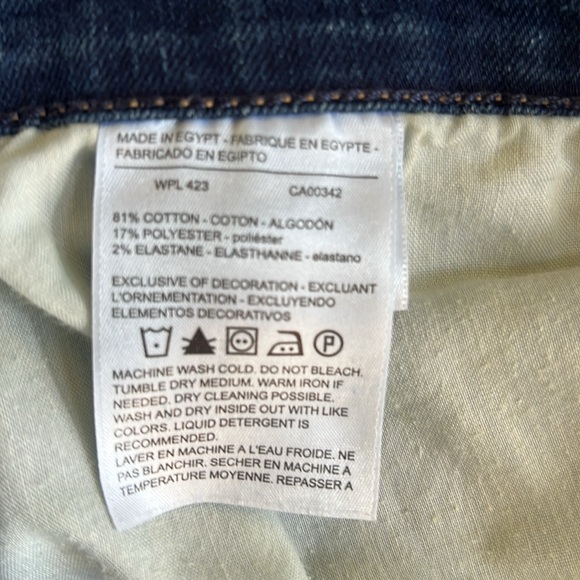 MADE IN EGYPT - FABRIQUE EN EGYPTE -
FABRICADO EN EGIPTO
WPL 423 CA00342
81% COTTON - COTON - ALGODÓN
17% POLYESTER - poliéster
2% ELASTANE - ELASTHANNE - elastano
EXCLUSIVE OF DECORATION - EXCLUANT
L'ORNEMENTATION - EXCLUYENDO
ELEMENTOS DECORATIVOS
P
MACHINE WASH COLD. DO NOT BLEACH.
TUMBLE DRY MEDIUM. WARM IRON IF
NEEDED. DRY CLEANING POSSIBLE.
WASH AND DRY INSIDE OUT WITH LIKE
COLORS. LIQUID DETERGENT IS
RECOMMENDED.
LAVER EN MACHINE A L'EAU FROIDE. NE
PAS BLANCHIR. SECHER EN MACHINE A
TEMPERATURE MOYENNE. REPASSER A